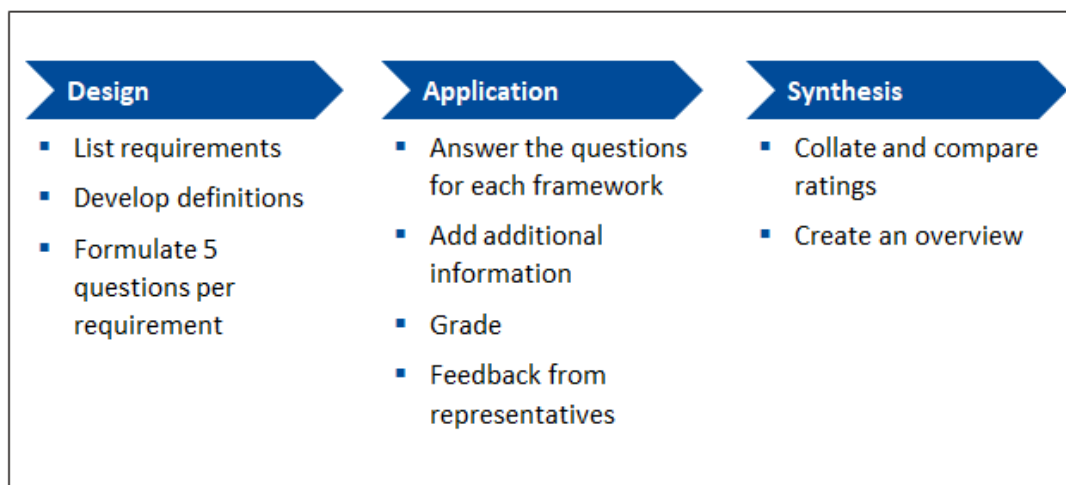 Design
▪ List requirements
▪ Develop definitions
▪ Formulate 5
questions per
requirement
Application
▪ Answer the questions
for each framework
▪ Add additional
information
▪ Grade
▪ Feedback from
representatives
Synthesis
▪ Collate and compare
ratings
▪ Create an overview